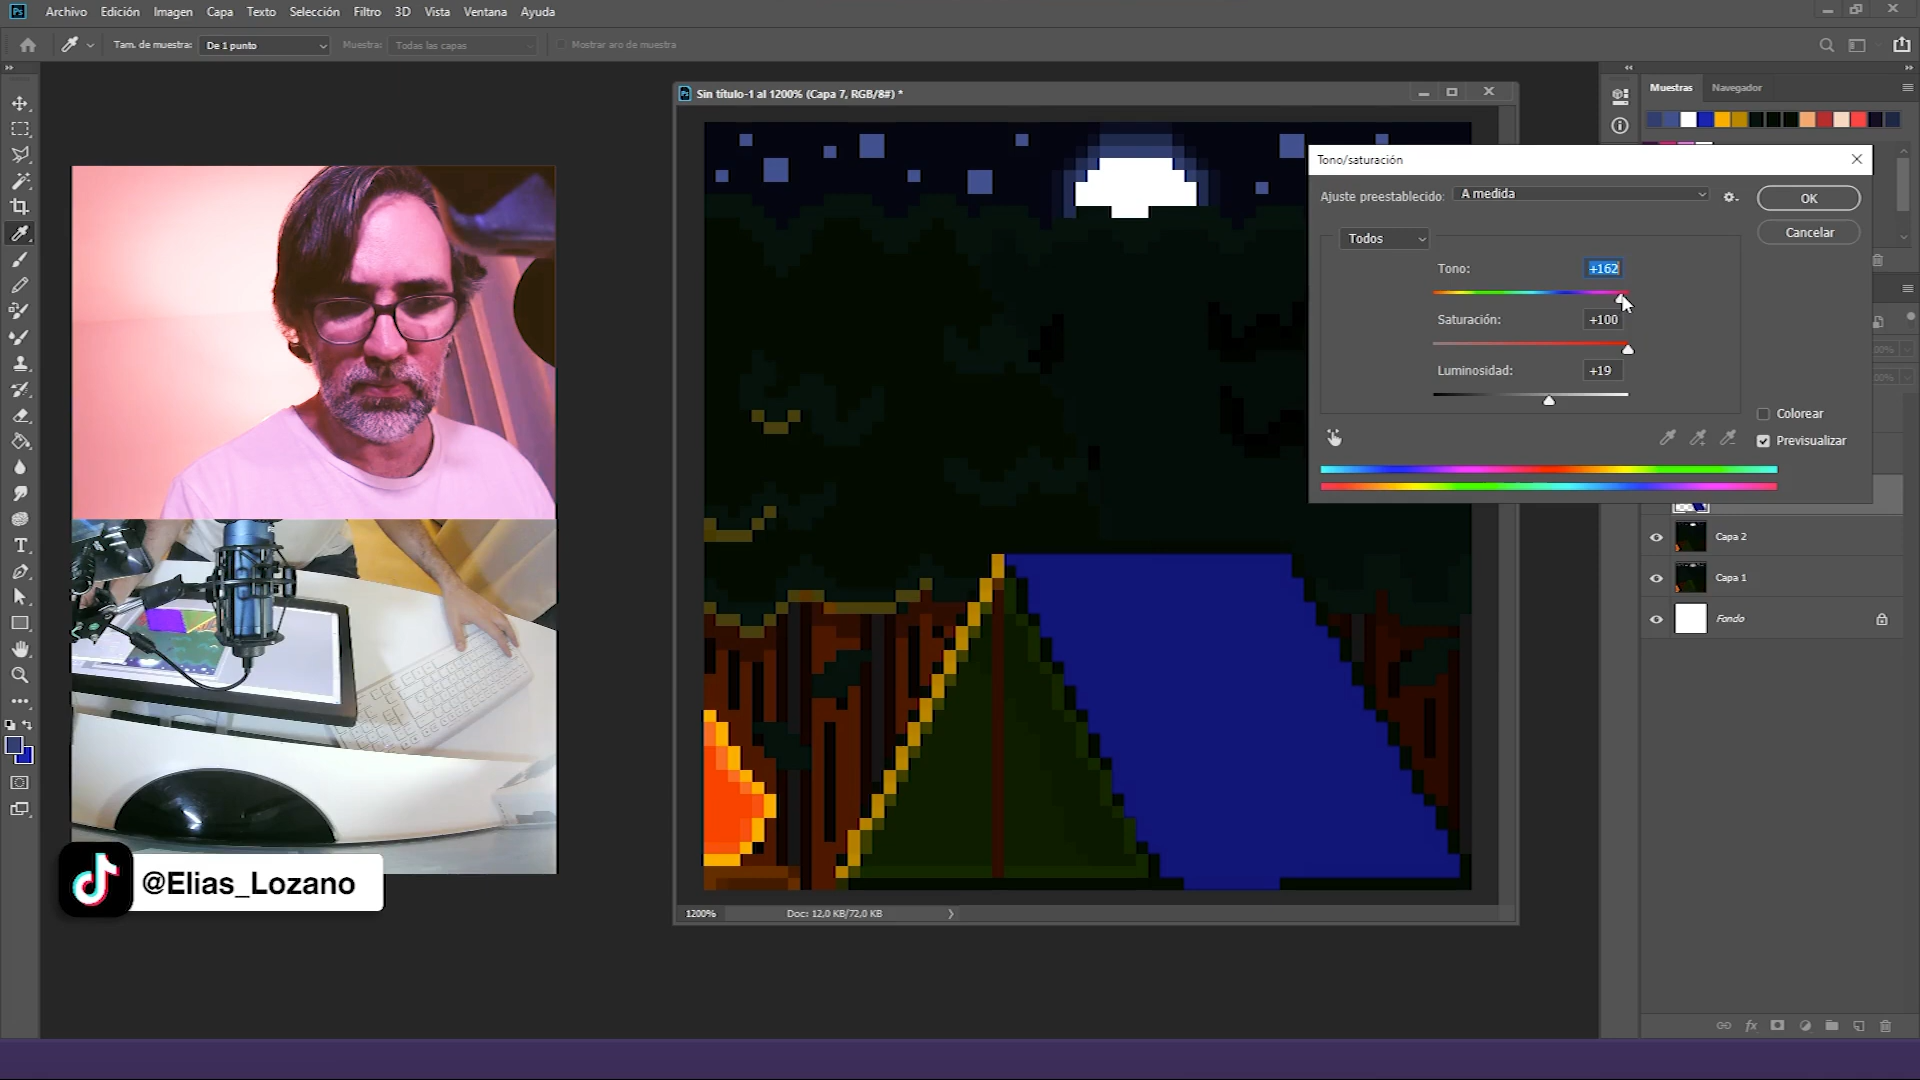 Ps Archivo Edición Imagen Capa Texto Selección Filtro 3D Vista Ventana Ayuda
Tam. de muestra: De 1 punto Muestra: Todas las capas Mostrar aro de muestra
Sin título-1 al 1200% (Capa 7, RGB/8#) *
Muestras Navegador
Tono/saturación
Ajuste preestablecido: A medida
OK
Todos
Cancelar
Tono: +162
Saturación: +100
Luminosidad: +19
Colorear
Previsualizar
Capa 2
Capa 1
Fondo
@Elias_Lozano
1200% Doc: 12,0 KB/72,0 KB